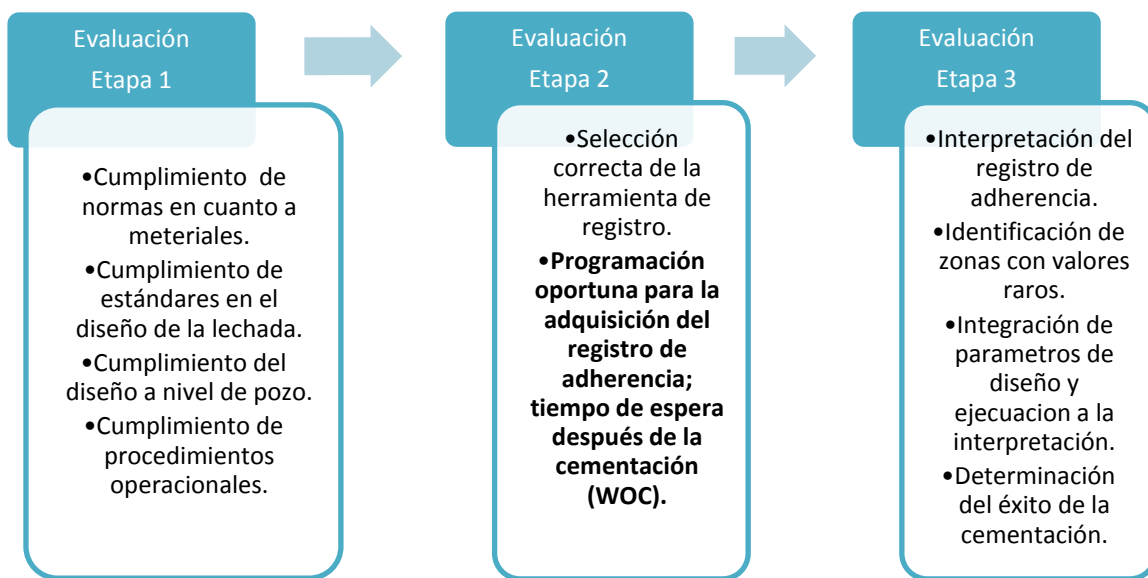 Evaluación
Etapa 1
•Cumplimiento de
normas en cuanto a
meteriales.
•Cumplimiento de
estándares en el
diseño de la lechada.
•Cumplimiento del
diseño a nivel de pozo.
•Cumplimiento de
procedimientos
operacionales.
Evaluación
Etapa 2
•Selección
correcta de la
herramienta de
registro.
•Programación
oportuna para la
adquisición del
registro de
adherencia;
tiempo de espera
después de la
cementación
(WOC).
Evaluación
Etapa 3
•Interpretación del
registro de
adherencia.
•Identificación de
zonas con valores
raros.
•Integración de
parametros de
diseño y
ejecuacion a la
interpretación.
•Determinación
del éxito de la
cementación.